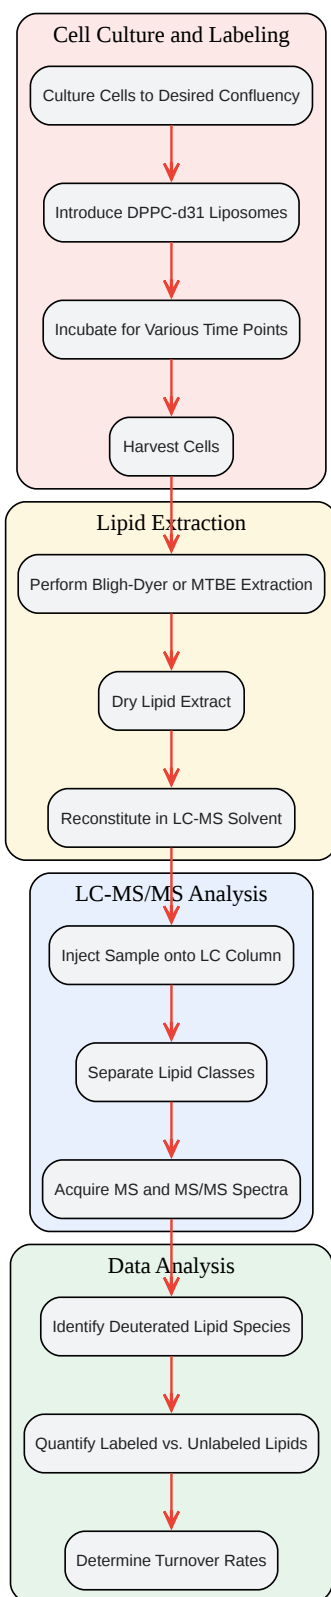 Cell Culture and Labeling
Culture Cells to Desired Confluency
Introduce DPPC-d31 Liposomes
Incubate for Various Time Points
Harvest Cells
Lipid Extraction
Perform Bligh-Dyer or MTBE Extraction
Dry Lipid Extract
Reconstitute in LC-MS Solvent
LC-MS/MS Analysis
Inject Sample onto LC Column
Separate Lipid Classes
Acquire MS and MS/MS Spectra
Data Analysis
Identify Deuterated Lipid Species
Quantify Labeled vs. Unlabeled Lipids
Determine Turnover Rates